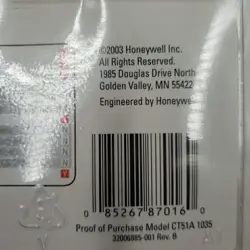 ©2003 Honeywell Inc.
All Rights Reserved.
1985 Douglas Drive North
Golden Valley, MN 55422
Engineered by Honeywell
0 85267 87016 0
Proof of Purchase Model CT51A 1035
32006885-001 Rev. B